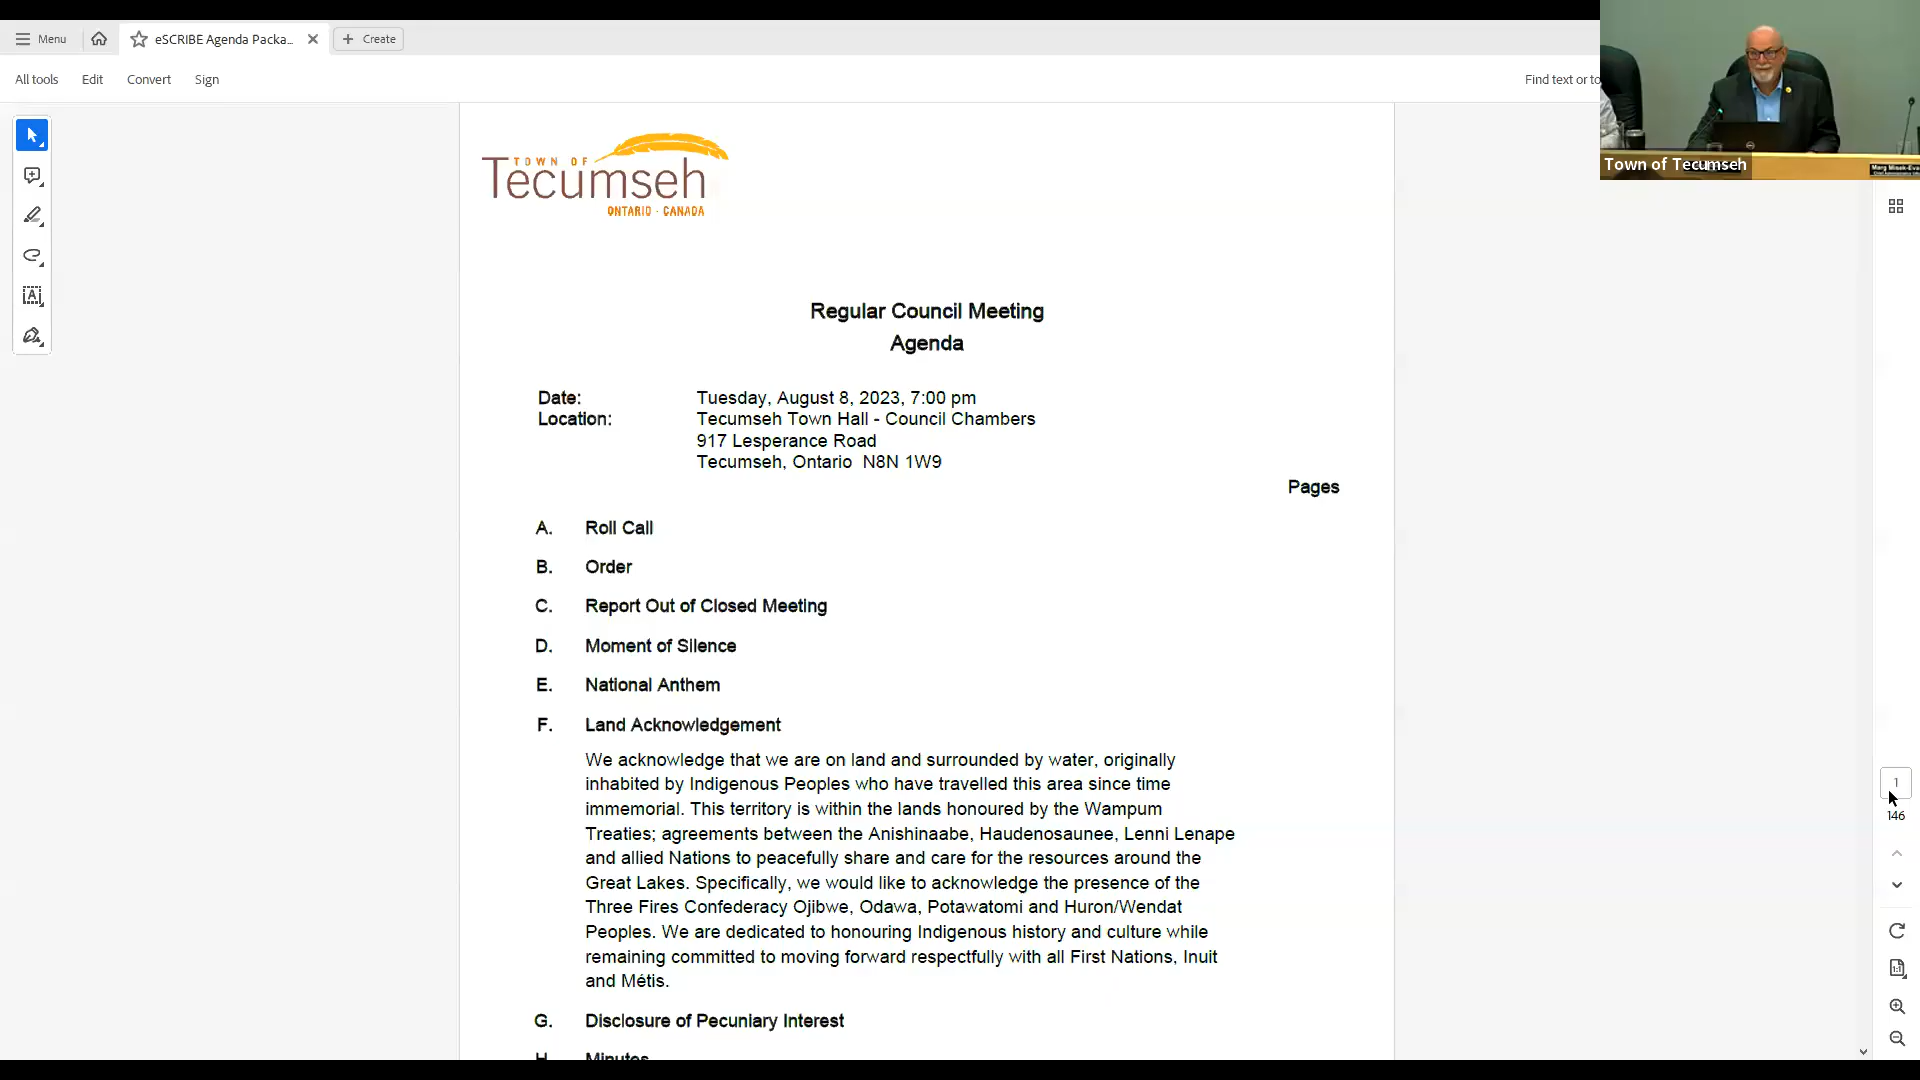 Menu
eSCRIBE Agenda Packa...
Create
All tools
Edit
Convert
Sign
Find text or to
Town of Tecumseh
TOWN OF
Tecumseh
ONTARIO - CANADA
Regular Council Meeting
Agenda
Date: Tuesday, August 8, 2023, 7:00 pm
Location: Tecumseh Town Hall - Council Chambers
917 Lesperance Road
Tecumseh, Ontario N8N 1W9
Pages
A. Roll Call
B. Order
C. Report Out of Closed Meeting
D. Moment of Silence
E. National Anthem
F. Land Acknowledgement
We acknowledge that we are on land and surrounded by water, originally
inhabited by Indigenous Peoples who have travelled this area since time
immemorial. This territory is within the lands honoured by the Wampum
Treaties; agreements between the Anishinaabe, Haudenosaunee, Lenni Lenape
and allied Nations to peacefully share and care for the resources around the
Great Lakes. Specifically, we would like to acknowledge the presence of the
Three Fires Confederacy Ojibwe, Odawa, Potawatomi and Huron/Wendat
Peoples. We are dedicated to honouring Indigenous history and culture while
remaining committed to moving forward respectfully with all First Nations, Inuit
and Métis.
G. Disclosure of Pecuniary Interest
H. Minutes
1
146